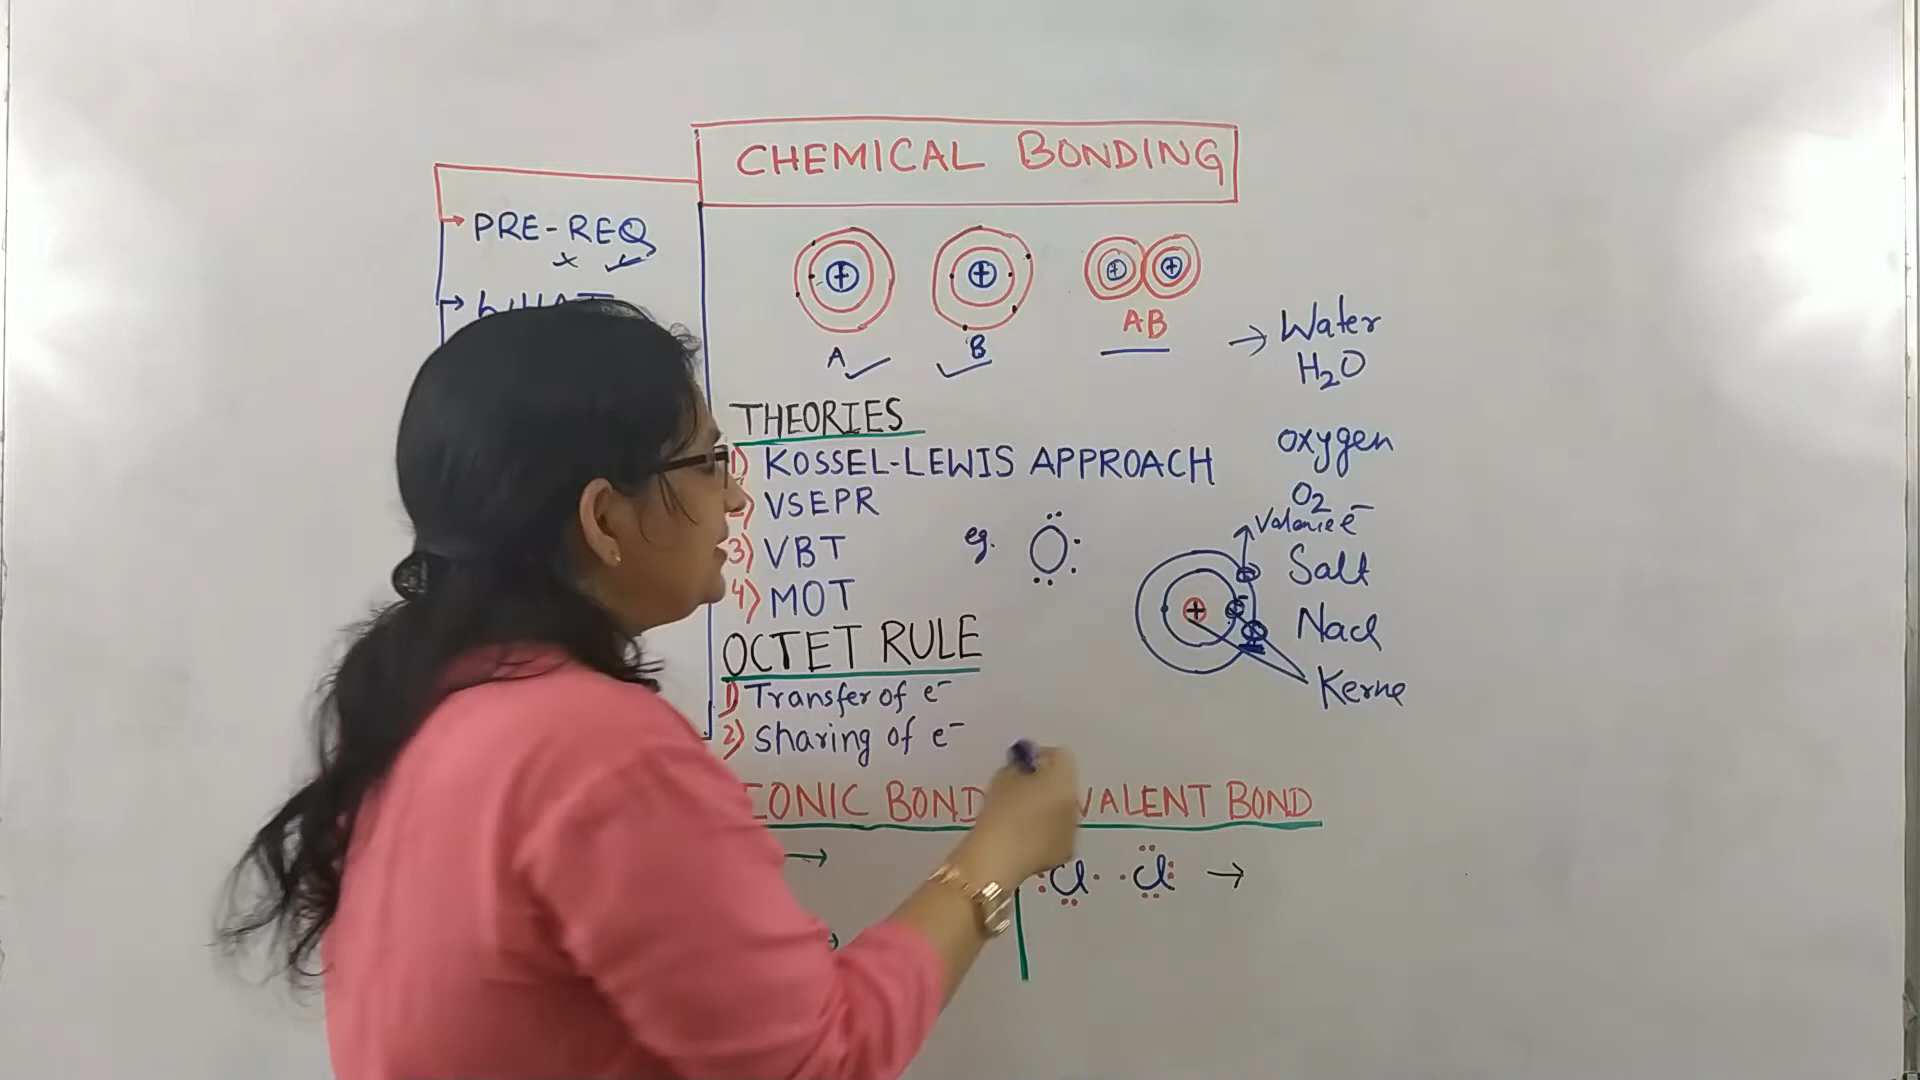 CHEMICAL BONDING
PRE-REQ
A
B
AB
Water
H2O
THEORIES
1) KOSSEL-LEWIS APPROACH
2) VSEPR
3) VBT
4) MOT
eg. O
oxygen
O2
Valence e-
Salt
NaCl
Kerne
OCTET RULE
1) Transfer of e-
2) Sharing of e-
IONIC BOND
VALENT BOND
Cl Cl →